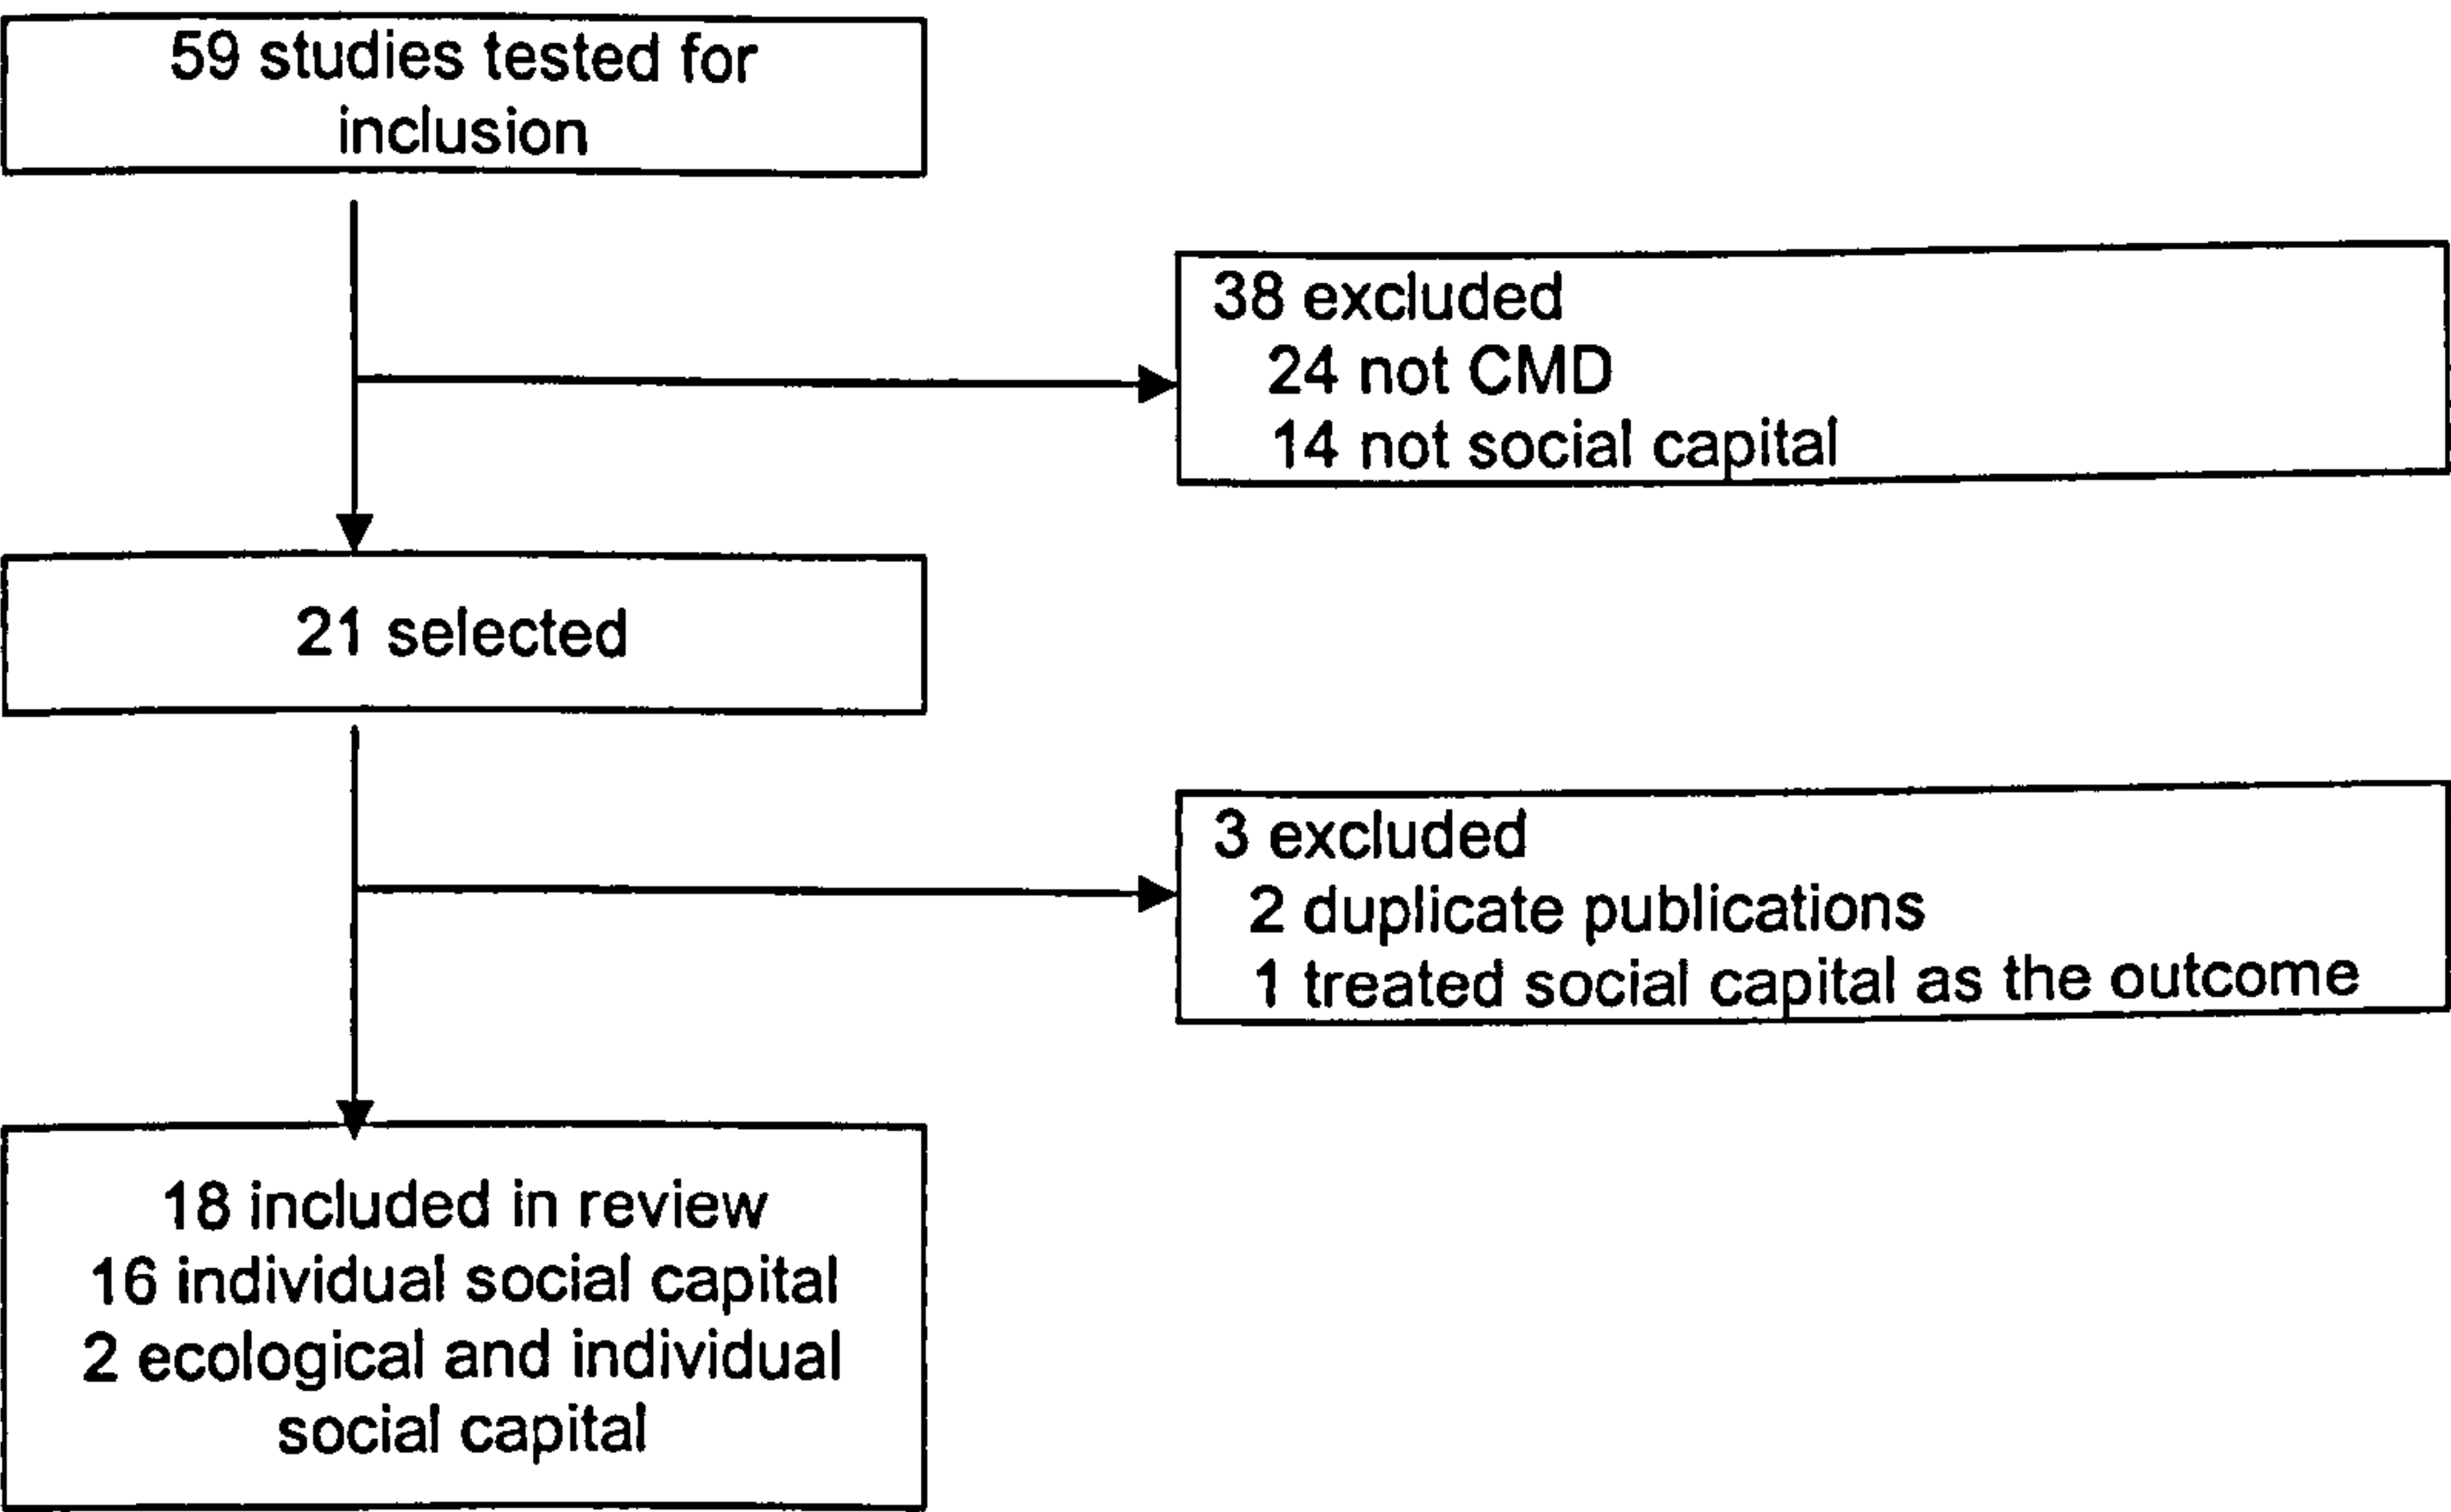 59 studies tested for
inclusion
38 excluded
24 not CMD
14 not social capital
21 selected
3 excluded
2 duplicate publications
1 treated social capital as the outcome
18 included in review
16 individual social capital
2 ecological and individual
social capital